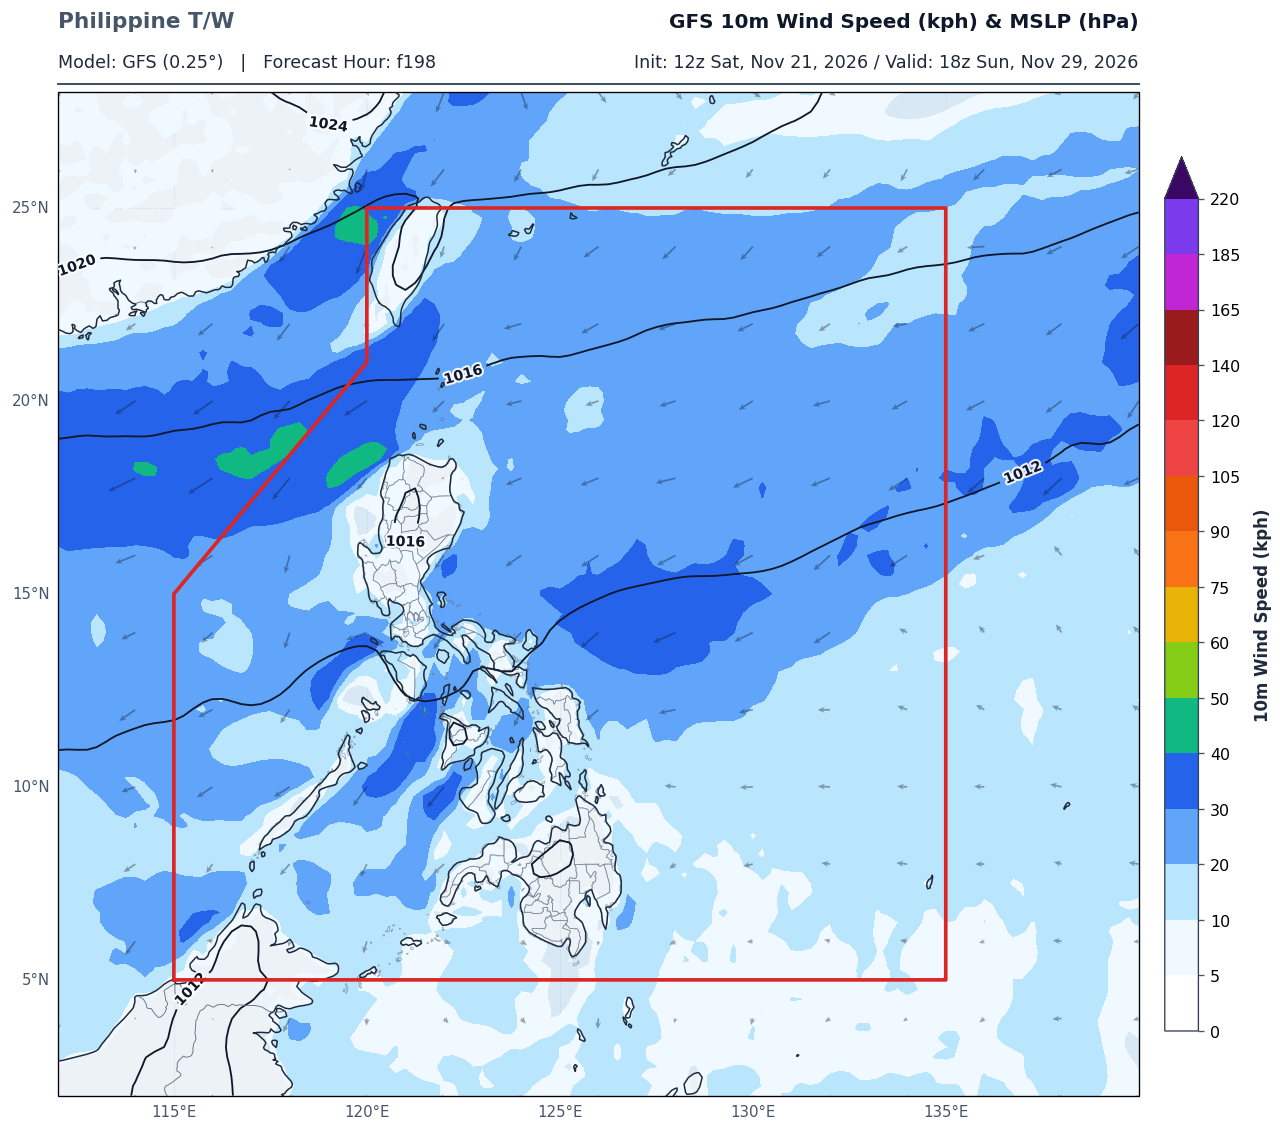 Philippine T/W
GFS 10m Wind Speed (kph) & MSLP (hPa)
Model: GFS (0.25°) | Forecast Hour: f198
Init: 12z Sat, Nov 21, 2026 / Valid: 18z Sun, Nov 29, 2026
1024
1020
1016
1012
1016
1012
25°N
20°N
15°N
10°N
5°N
115°E
120°E
125°E
130°E
135°E
220
185
165
140
120
105
90
75
60
50
40
30
20
10
5
0
10m Wind Speed (kph)